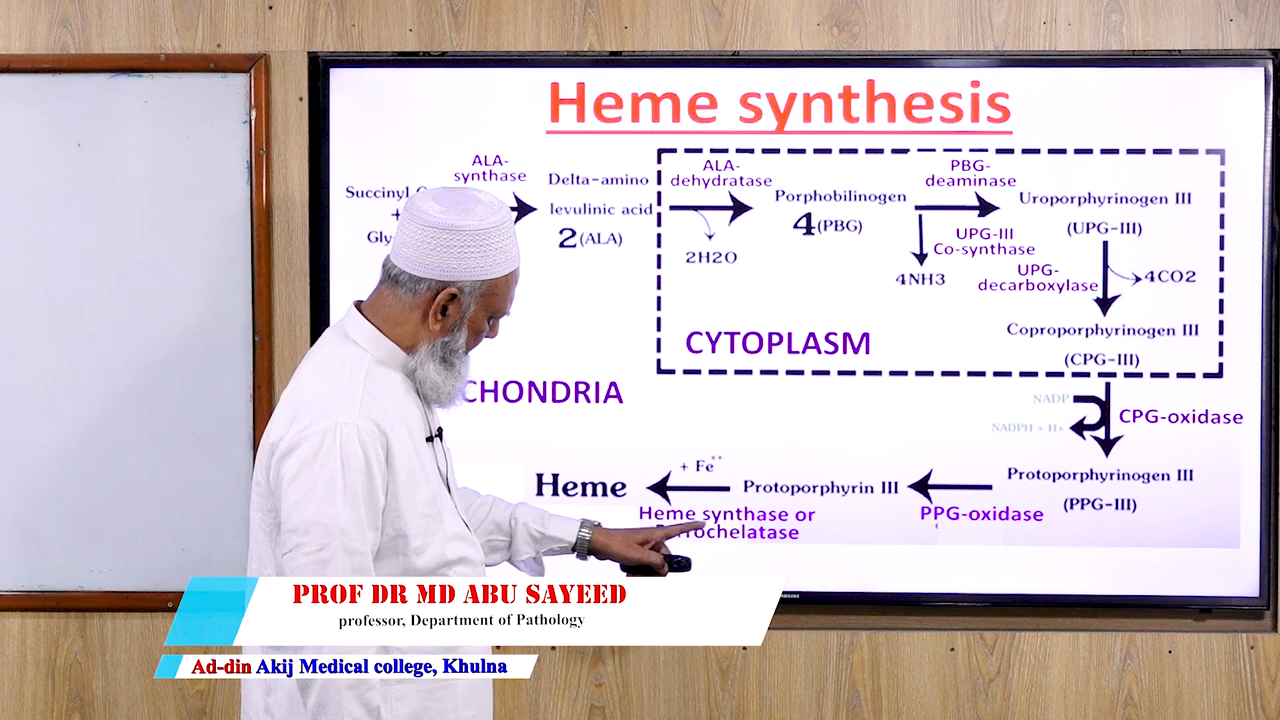 Heme synthesis
ALA-
synthase
Succinyl
+
Delta-amino
levulinic acid
2(ALA)
ALA-
dehydratase
2H2O
Porphobilinogen
4(PBG)
PBG-
deaminase
UPG-III
Co-synthase
4NH3
Uroporphyrinogen III
(UPG-III)
UPG-
decarboxylase
4CO2
Coproporphyrinogen III
(CPG-III)
CYTOPLASM
CHONDRIA
NADP
NADPH + H+
CPG-oxidase
Protoporphyrinogen III
(PPG-III)
PPG-oxidase
Protoporphyrin III
+ Fe++
Heme synthase or
rochelatase
Heme
PROF DR MD ABU SAYEED
professor, Department of Pathology
Ad-din Akij Medical college, Khulna
SAMSUNG